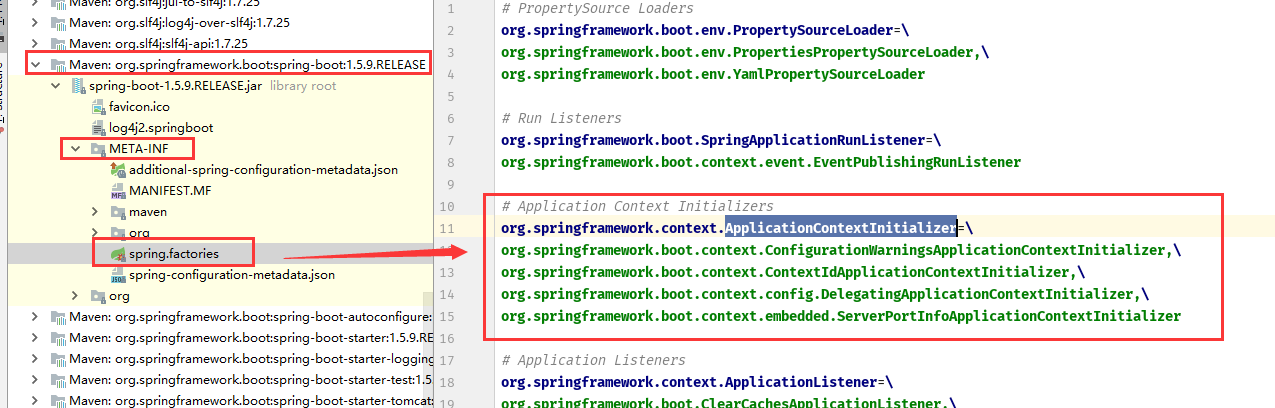 Maven: org.slf4j:jul-to-slf4j:1.7.25
Maven: org.slf4j:log4j-over-slf4j:1.7.25
Maven: org.slf4j:slf4j-api:1.7.25
Maven: org.springframework.boot:spring-boot:1.5.9.RELEASE
spring-boot-1.5.9.RELEASE.jar library root
favicon.ico
log4j2.springboot
META-INF
additional-spring-configuration-metadata.json
MANIFEST.MF
maven
org
spring.factories
spring-configuration-metadata.json
org
Maven: org.springframework.boot:spring-boot-autoconfigure:
Maven: org.springframework.boot:spring-boot-starter:1.5.9.RE
Maven: org.springframework.boot:spring-boot-starter-logging
Maven: org.springframework.boot:spring-boot-starter-test:1.5
Maven: org.springframework.boot:spring-boot-starter-tomcat:
1 # PropertySource Loaders
2 org.springframework.boot.env.PropertySourceLoader=\
3 org.springframework.boot.env.PropertiesPropertySourceLoader,\
4 org.springframework.boot.env.YamlPropertySourceLoader
5
6 # Run Listeners
7 org.springframework.boot.SpringApplicationRunListener=\
8 org.springframework.boot.context.event.EventPublishingRunListener
9
10 # Application Context Initializers
11 org.springframework.context.ApplicationContextInitializer=\
12 org.springframework.boot.context.ConfigurationWarningsApplicationContextInitializer,\
13 org.springframework.boot.context.ContextIdApplicationContextInitializer,\
14 org.springframework.boot.context.config.DelegatingApplicationContextInitializer,\
15 org.springframework.boot.context.embedded.ServerPortInfoApplicationContextInitializer
16
17 # Application Listeners
18 org.springframework.context.ApplicationListener=\
19 org.springframework.boot.ClearCachesApplicationListener,\